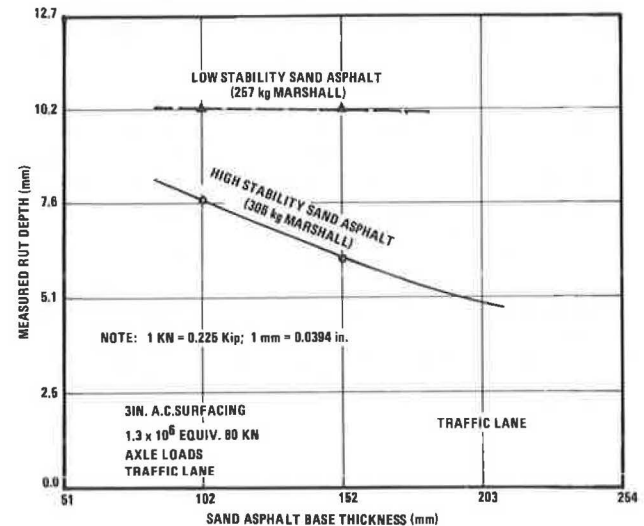 12.7
10.2
7.6
5.1
2.5
0.0
MEASURED RUT DEPTH (mm)
LOW STABILITY SAND ASPHALT
(257 kg MARSHALL)
HIGH STABILITY SAND ASPHALT
(306 kg MARSHALL)
NOTE: 1 KN = 0.225 Kip; 1 mm = 0.0394 in.
3IN. A.C.SURFACING
1.3 x 10⁶ EQUIV. 80 KN
AXLE LOADS
TRAFFIC LANE
TRAFFIC LANE
51 102 152 203 254
SAND ASPHALT BASE THICKNESS (mm)